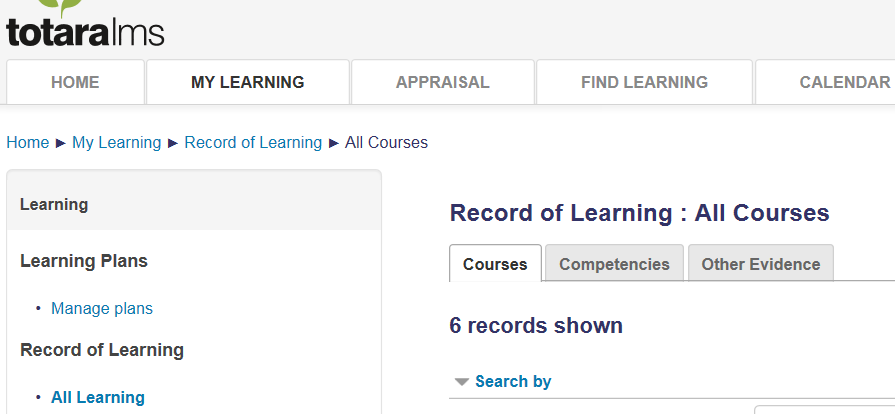 totaralms
HOME
MY LEARNING
APPRAISAL
FIND LEARNING
CALENDAR
Home ► My Learning ► Record of Learning ► All Courses
Learning
Learning Plans
• Manage plans
Record of Learning
• All Learning
Record of Learning : All Courses
Courses
Competencies
Other Evidence
6 records shown
Search by